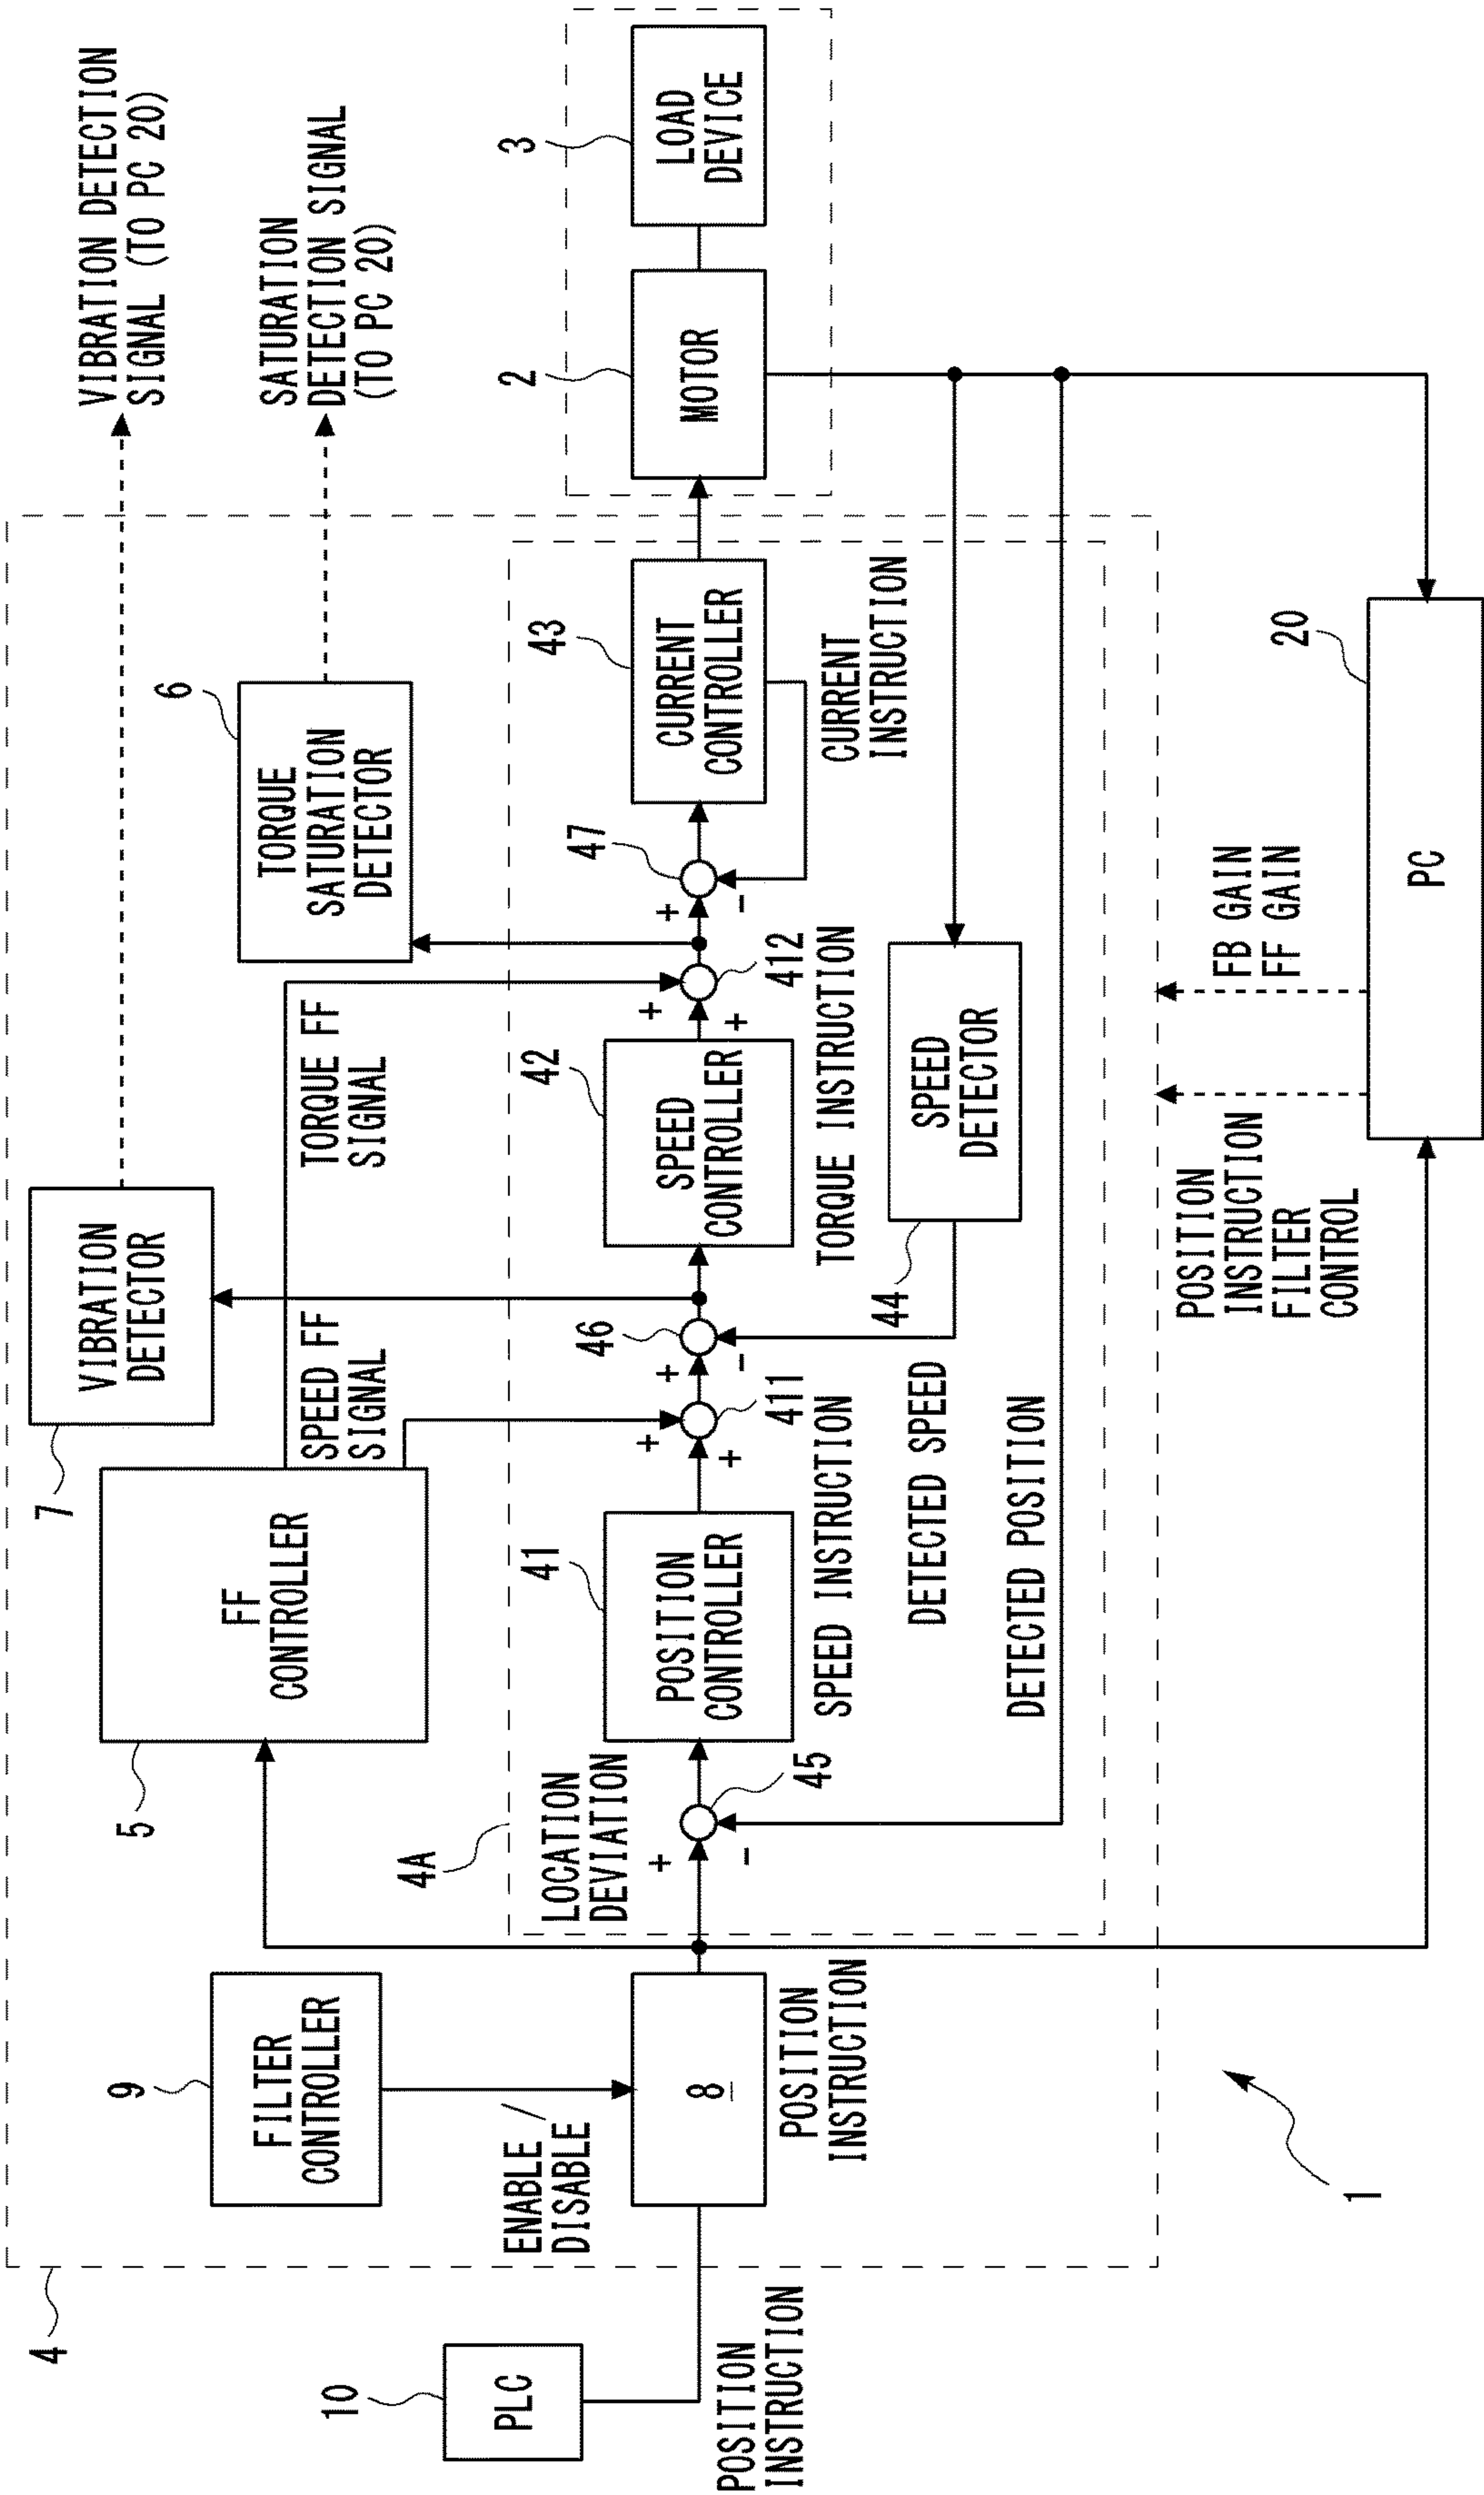 VIBRATION DETECTION
SIGNAL (TO PC 20)
SATURATION
DETECTION SIGNAL
(TO PC 20)
4
7
VIBRATION
DETECTOR
6
TORQUE
SATURATION
DETECTOR
5
FF
CONTROLLER
TORQUE FF
SIGNAL
SPEED FF
SIGNAL
9
FILTER
CONTROLLER
ENABLE/
DISABLE
10
PLC
POSITION
INSTRUCTION
8
POSITION
INSTRUCTION
4A
LOCATION
DEVIATION
+
-
45
41
POSITION
CONTROLLER
SPEED INSTRUCTION
+
+
411
+
-
46
42
SPEED
CONTROLLER
TORQUE INSTRUCTION
+
+
412
+
-
47
43
CURRENT
CONTROLLER
CURRENT
INSTRUCTION
2
MOTOR
3
LOAD
DEVICE
44
SPEED
DETECTOR
DETECTED SPEED
DETECTED POSITION
POSITION
INSTRUCTION
FILTER
CONTROL
FB GAIN
FF GAIN
20
PC
1